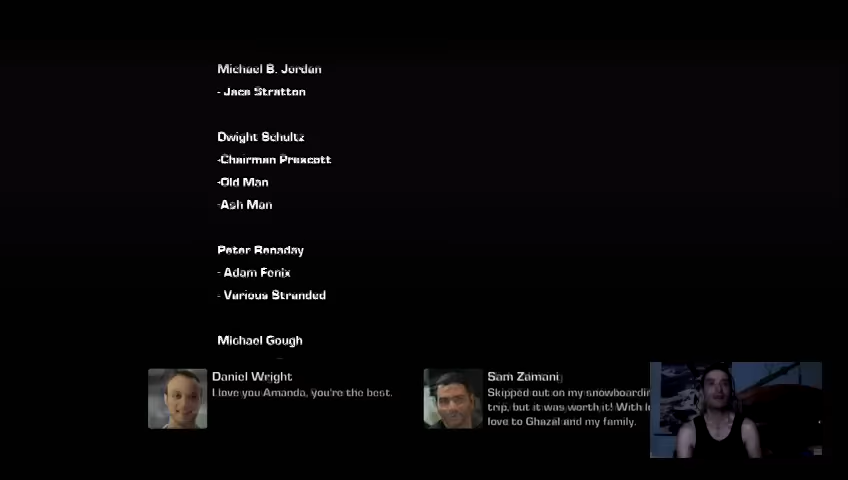 Michael B. Jordan
- Jace Stratton
Dwight Schultz
-Chairman Prescott
-Old Man
-Ash Man
Peter Renaday
- Adam Fenix
- Various Stranded
Michael Gough
Daniel Wright
I love you Amanda, you're the best.
Sam Zamani
Skipped out on my snowboardin
trip, but it was worth it! With l
love to Ghazal and my family.